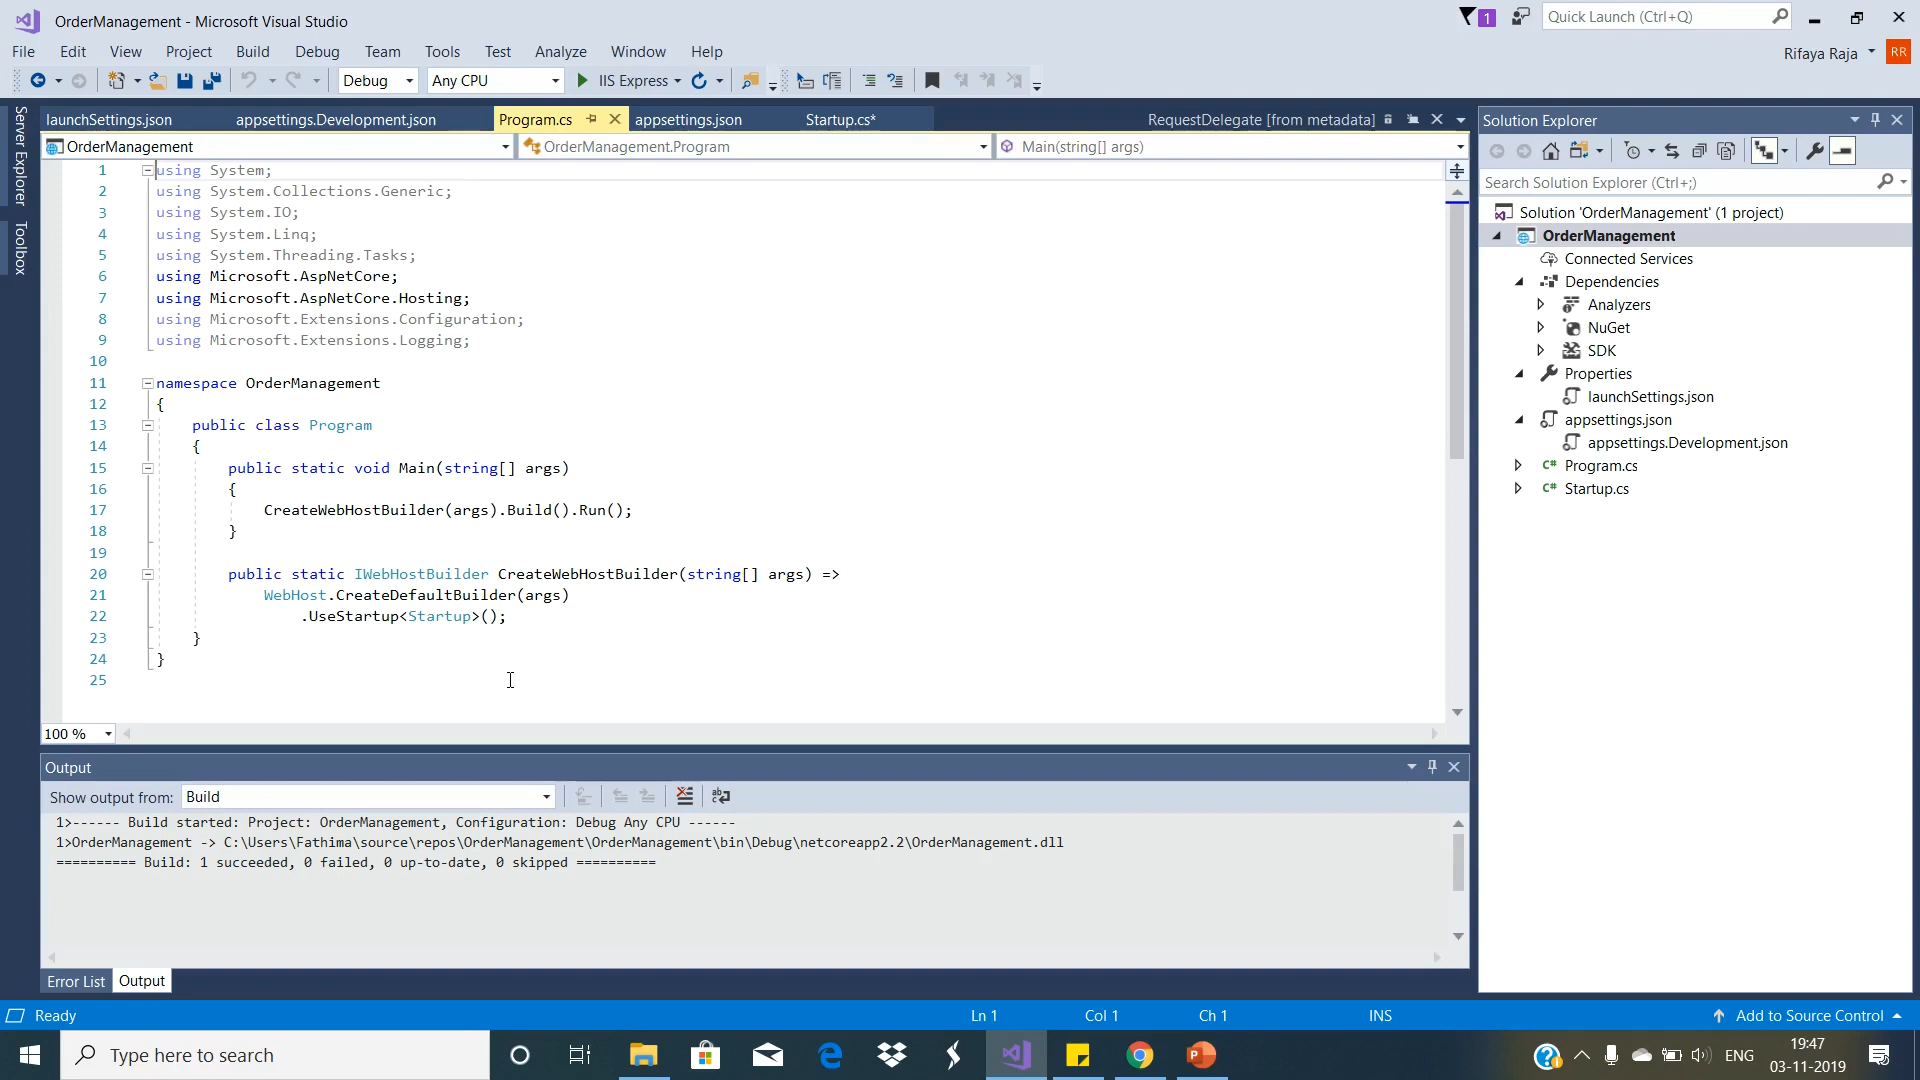 OrderManagement - Microsoft Visual Studio
1
Quick Launch (Ctrl+Q)
File Edit View Project Build Debug Team Tools Test Analyze Window Help
Rifaya Raja RR
Debug Any CPU IIS Express
Server Explorer
Toolbox
launchSettings.json appsettings.Development.json Program.cs appsettings.json Startup.cs* RequestDelegate [from metadata]
OrderManagement OrderManagement.Program Main(string[] args)
1 using System;
2 using System.Collections.Generic;
3 using System.IO;
4 using System.Linq;
5 using System.Threading.Tasks;
6 using Microsoft.AspNetCore;
7 using Microsoft.AspNetCore.Hosting;
8 using Microsoft.Extensions.Configuration;
9 using Microsoft.Extensions.Logging;
10
11 namespace OrderManagement
12 {
13 public class Program
14 {
15 public static void Main(string[] args)
16 {
17 CreateWebHostBuilder(args).Build().Run();
18 }
19
20 public static IWebHostBuilder CreateWebHostBuilder(string[] args) =>
21 WebHost.CreateDefaultBuilder(args)
22 .UseStartup<Startup>();
23 }
24 }
25
100 %
Output
Show output from: Build
1>------ Build started: Project: OrderManagement, Configuration: Debug Any CPU ------
1>OrderManagement -> C:\Users\Fathima\source\repos\OrderManagement\OrderManagement\bin\Debug\netcoreapp2.2\OrderManagement.dll
========== Build: 1 succeeded, 0 failed, 0 up-to-date, 0 skipped ==========
Error List Output
Solution Explorer
Search Solution Explorer (Ctrl+;)
Solution 'OrderManagement' (1 project)
OrderManagement
Connected Services
Dependencies
Analyzers
NuGet
SDK
Properties
launchSettings.json
appsettings.json
appsettings.Development.json
C# Program.cs
C# Startup.cs
Ready Ln 1 Col 1 Ch 1 INS Add to Source Control
Type here to search
ENG
19:47
03-11-2019